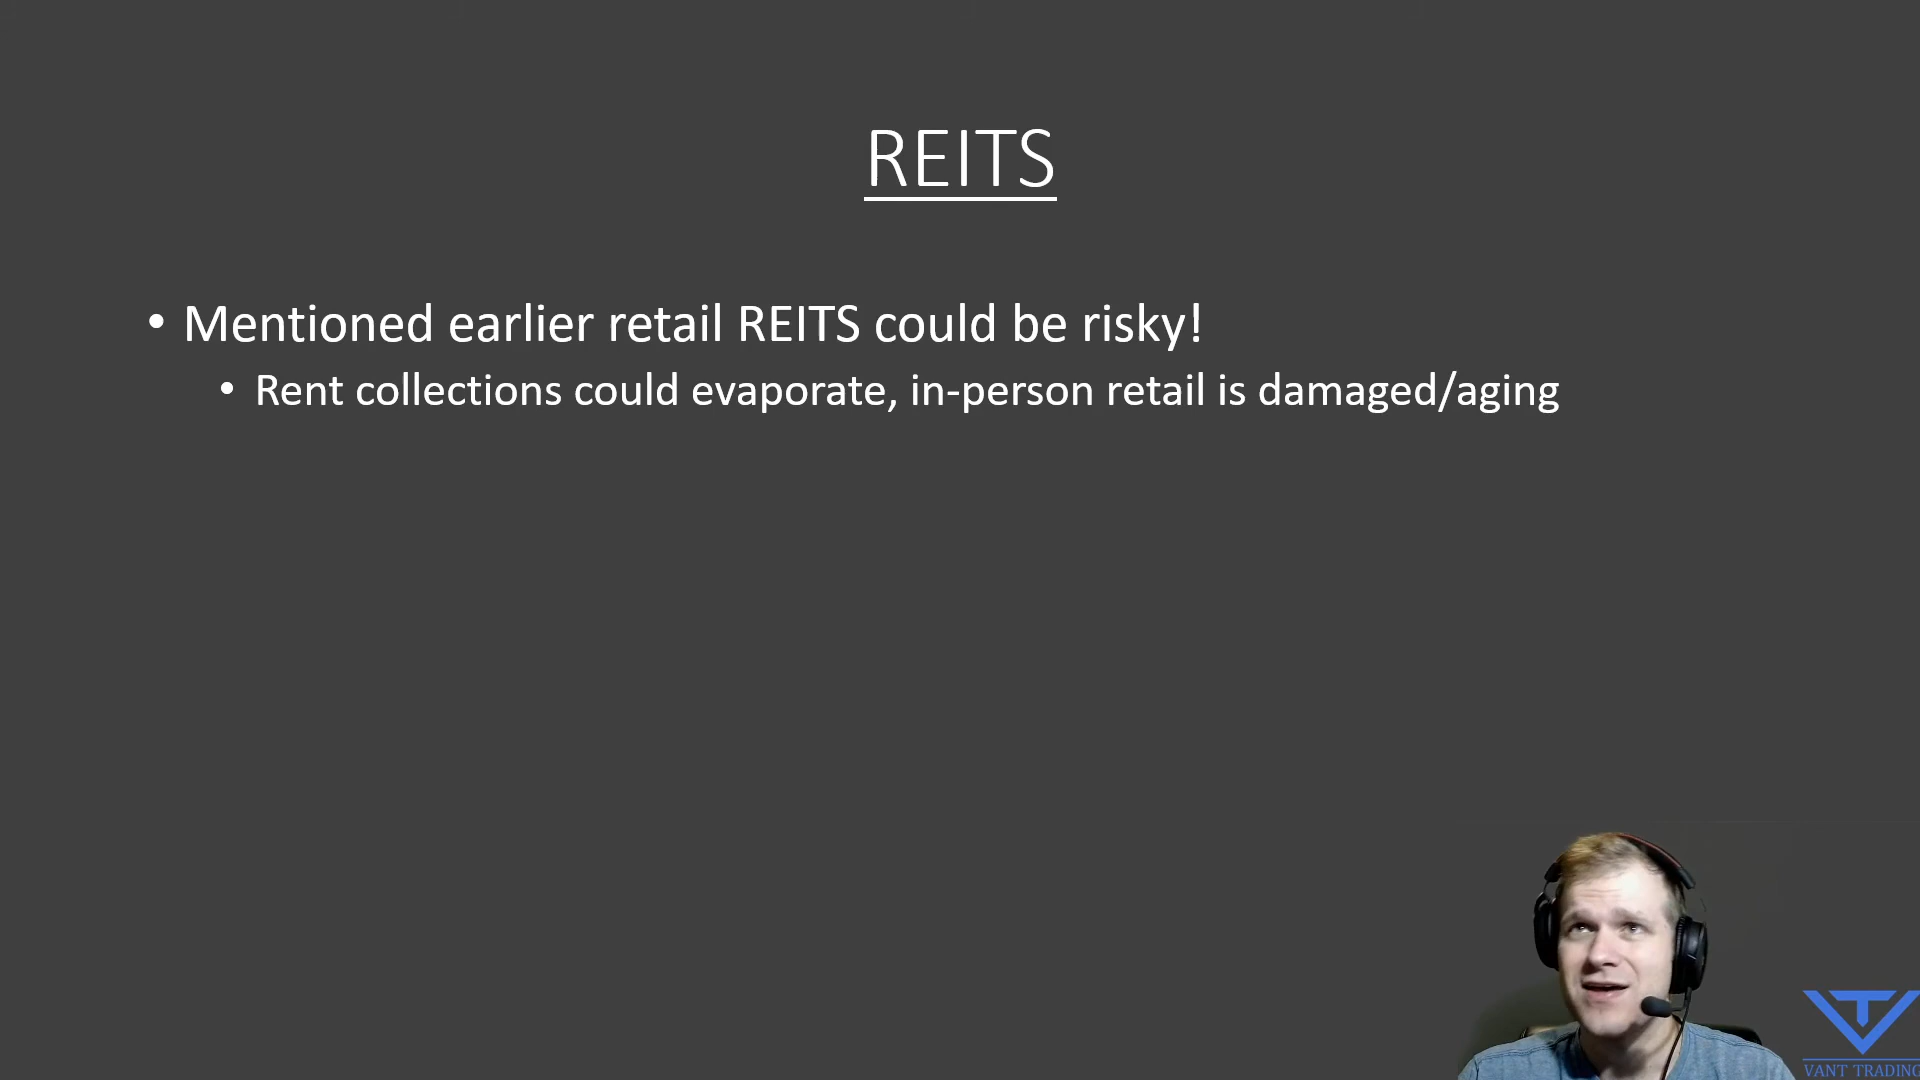 REITS
• Mentioned earlier retail REITS could be risky!
• Rent collections could evaporate, in-person retail is damaged/aging
VANT TRADING